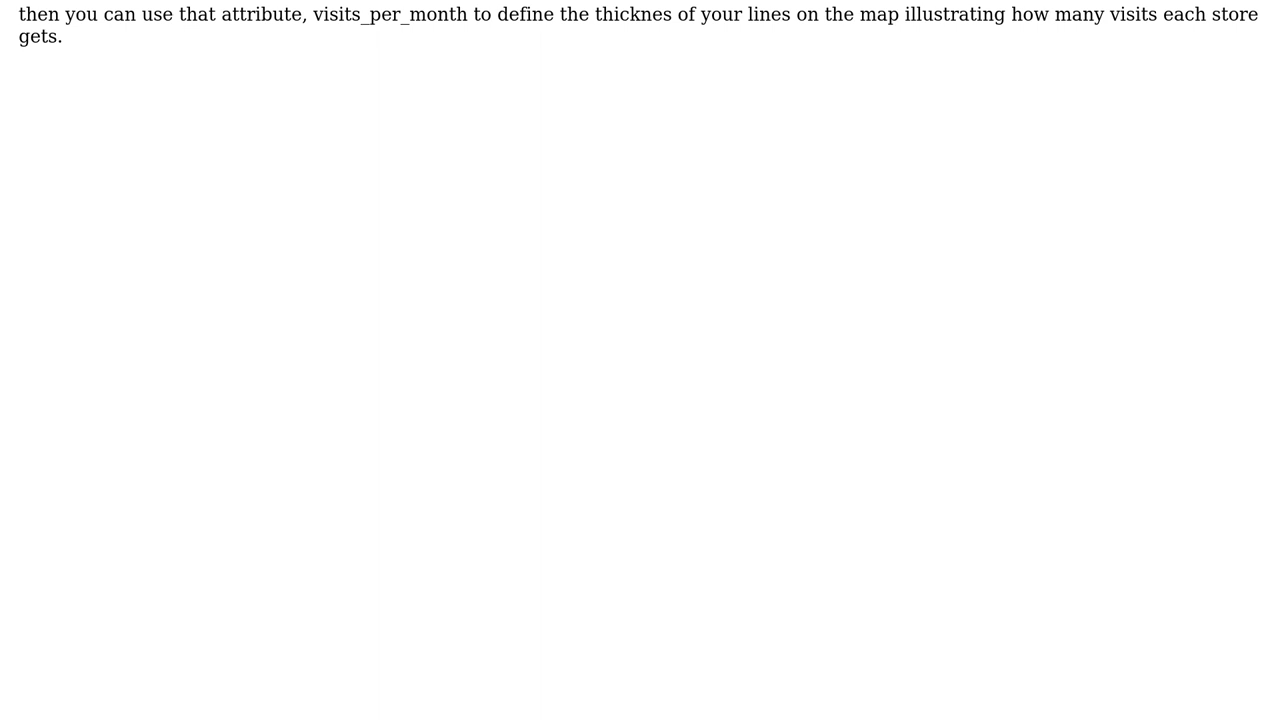 then you can use that attribute, visits_per_month to define the thicknes of your lines on the map illustrating how many visits each store
gets.